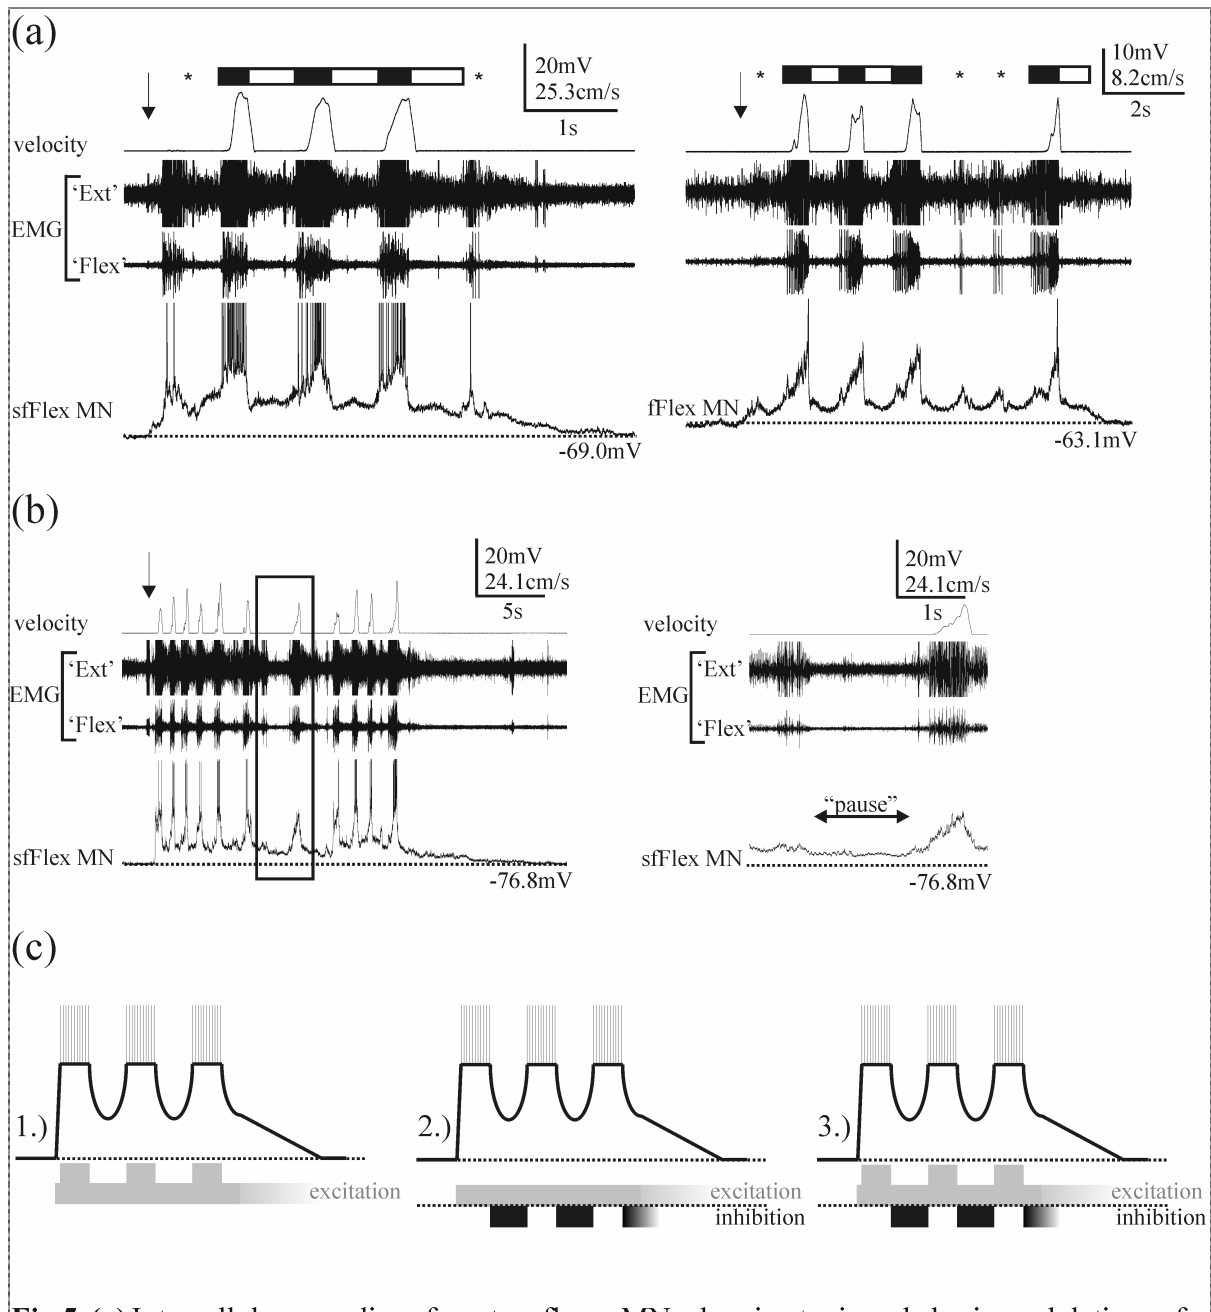 (a)
* *
20mV
25.3cm/s
1s
* * *
10mV
8.2cm/s
2s
velocity
EMG
‘Ext’
‘Flex’
sfFlex MN
-69.0mV
fFlex MN
-63.1mV
(b)
20mV
24.1cm/s
5s
velocity
EMG
‘Ext’
‘Flex’
sfFlex MN
-76.8mV
20mV
24.1cm/s
1s
velocity
EMG
‘Ext’
‘Flex’
“pause”
sfFlex MN
-76.8mV
(c)
1.)
excitation
2.)
excitation
inhibition
3.)
excitation
inhibition